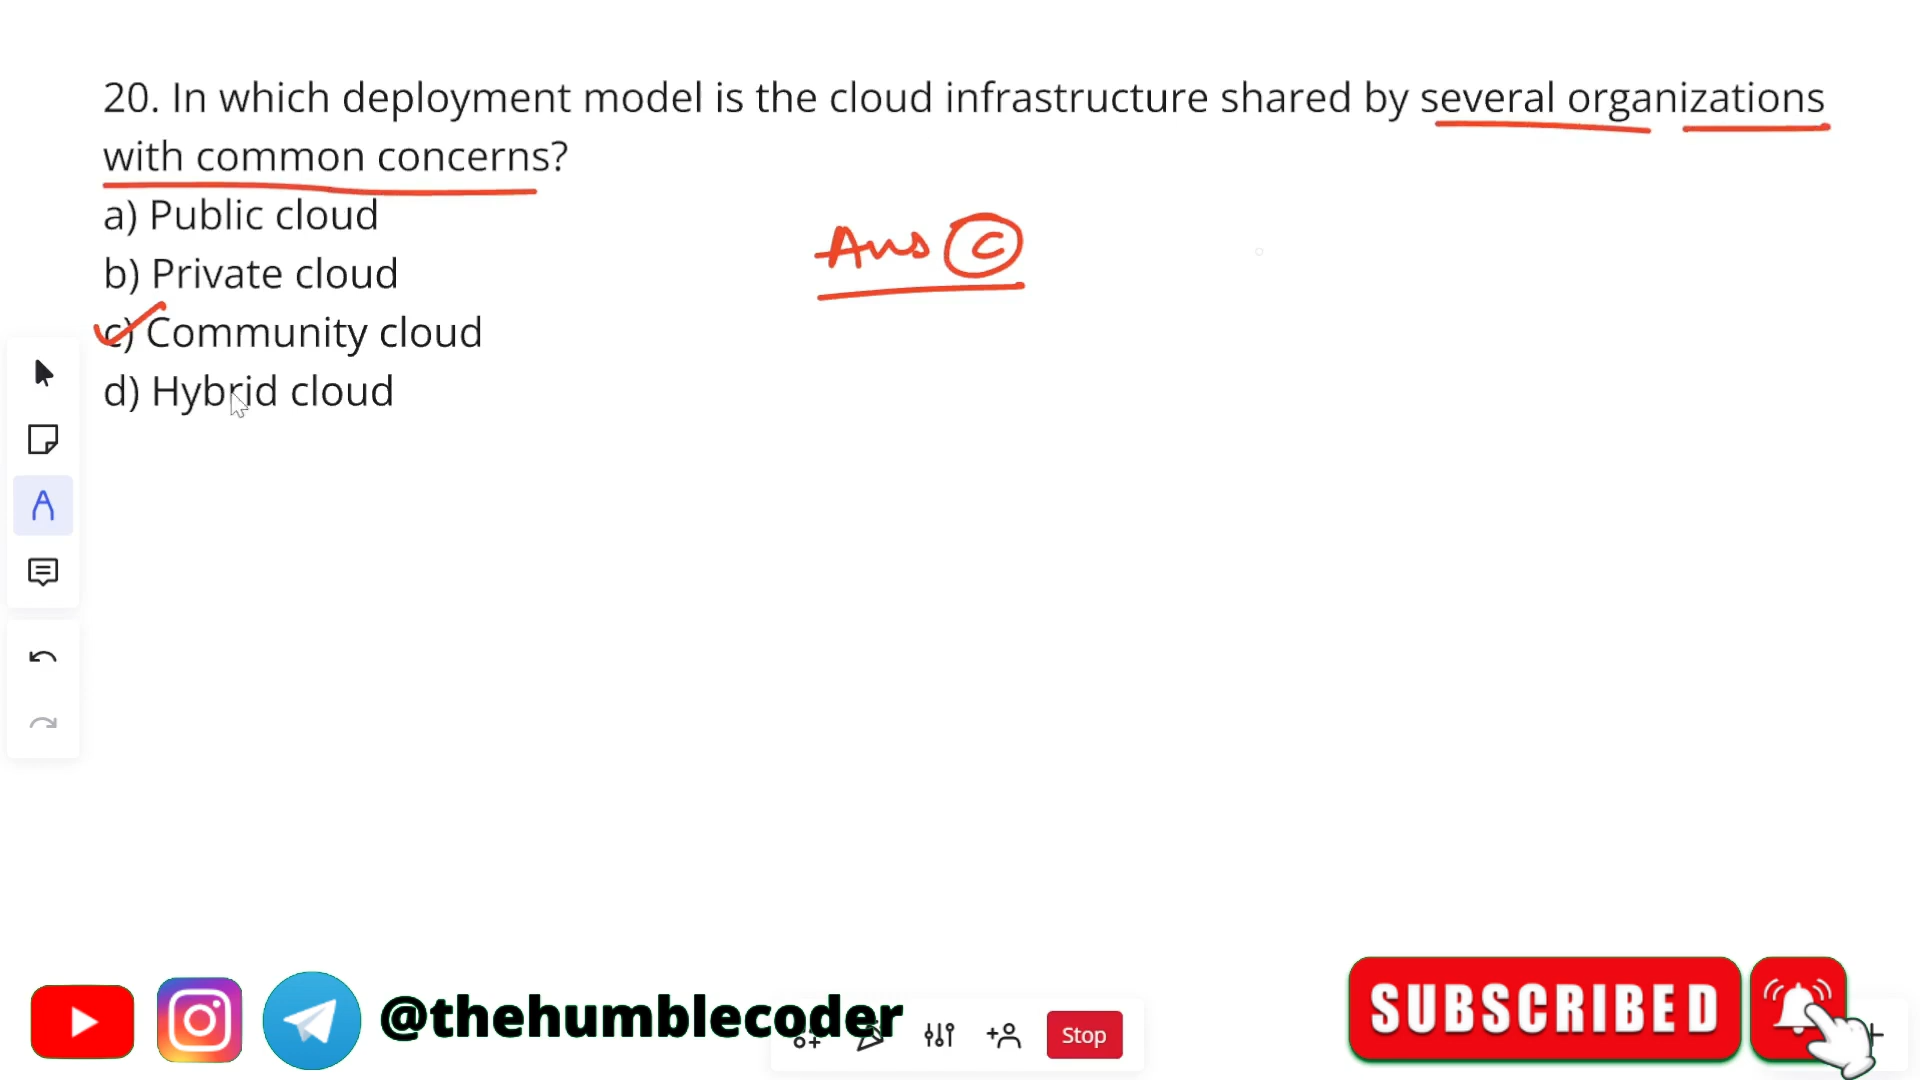 20. In which deployment model is the cloud infrastructure shared by several organizations
with common concerns?
a) Public cloud
b) Private cloud
c) Community cloud
d) Hybrid cloud
Ans C
@thehumblecoder
Stop
SUBSCRIBED